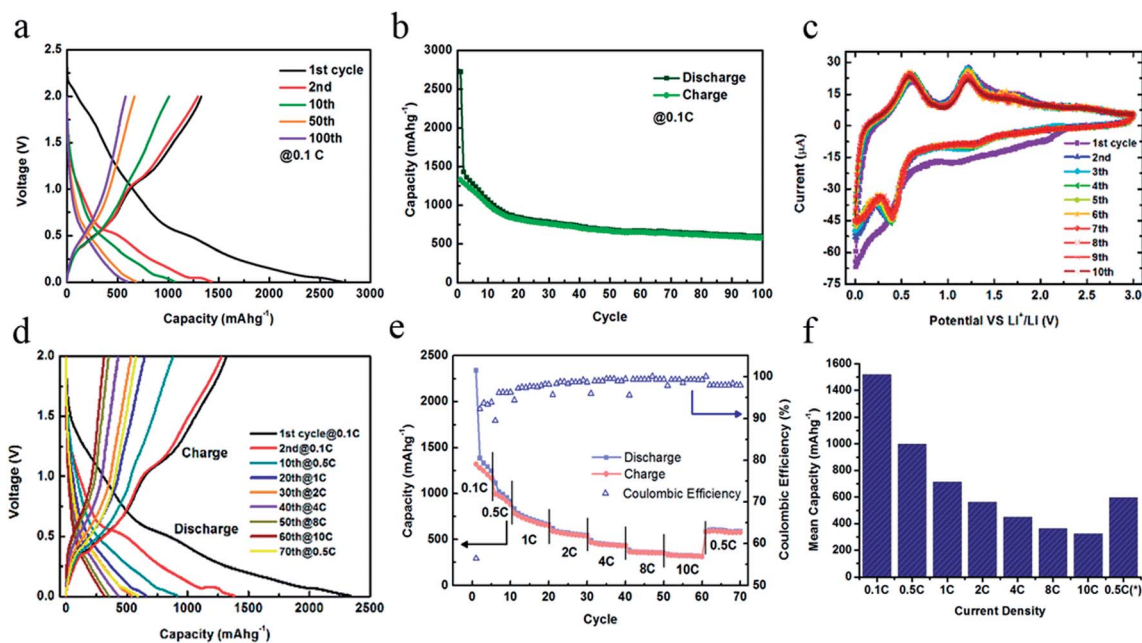 a
2.5
2.0
1.5
1.0
0.5
0.0
Voltage (V)
1st cycle
2nd
10th
50th
100th
@0.1 C
0 500 1000 1500 2000 2500 3000
Capacity (mAhg⁻¹)
b
3000
2500
2000
1500
1000
500
0
Capacity (mAhg⁻¹)
Discharge
Charge
@0.1C
0 10 20 30 40 50 60 70 80 90 100
Cycle
c
45
30
15
0
-15
-30
-45
-60
-75
Current (μA)
1st cycle
2nd
3th
4th
5th
6th
7th
8th
9th
10th
0.0 0.5 1.0 1.5 2.0 2.5 3.0
Potential VS Li⁺/Li (V)
d
2.0
1.5
1.0
0.5
0.0
Voltage (V)
Charge
Discharge
1st cycle@0.1C
2nd@0.1C
10th@0.5C
20th@1C
30th@2C
40th@4C
50th@8C
60th@10C
70th@0.5C
0 500 1000 1500 2000 2500
Capacity (mAhg⁻¹)
e
2500
2250
2000
1750
1500
1250
1000
750
500
250
0
Capacity (mAhg⁻¹)
Discharge
Charge
Coulombic Efficiency
0.1C
0.5C
1C
2C
4C
8C
10C
0.5C
100
90
80
70
60
50
Coulombic Efficiency (%)
0 10 20 30 40 50 60 70
Cycle
f
1600
1400
1200
1000
800
600
400
200
0
Mean Capacity (mAhg⁻¹)
0.1C 0.5C 1C 2C 4C 8C 10C 0.5C(*)
Current Density